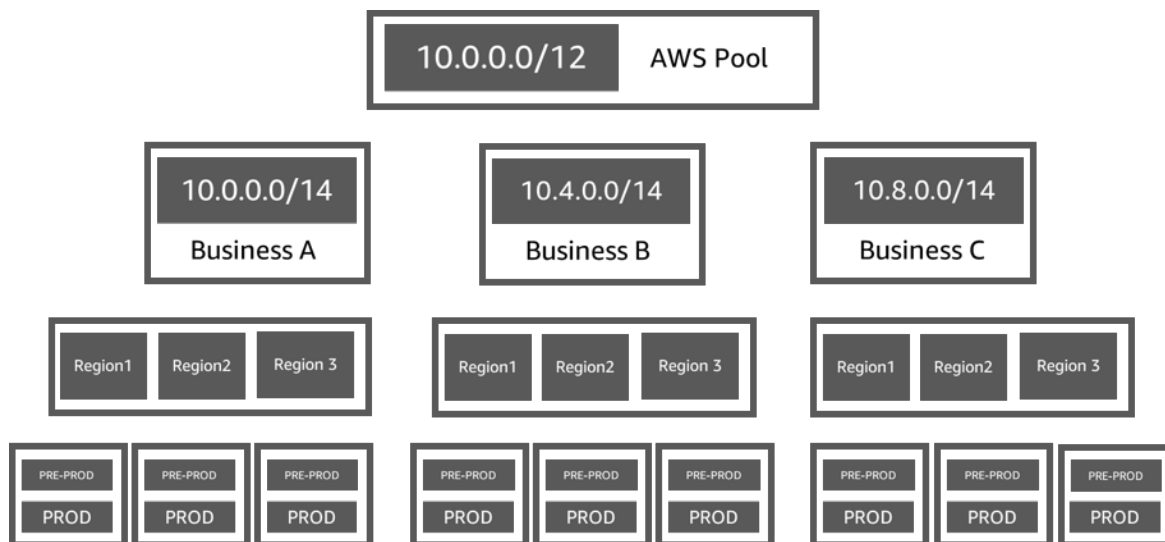 10.0.0.0/12 AWS Pool
10.0.0.0/14 10.4.0.0/14 10.8.0.0/14
Business A Business B Business C
Region1 Region2 Region 3 Region1 Region2 Region 3 Region1 Region2 Region 3
PRE-PROD PRE-PROD PRE-PROD PRE-PROD PRE-PROD PRE-PROD PRE-PROD PRE-PROD PRE-PROD
PROD PROD PROD PROD PROD PROD PROD PROD PROD